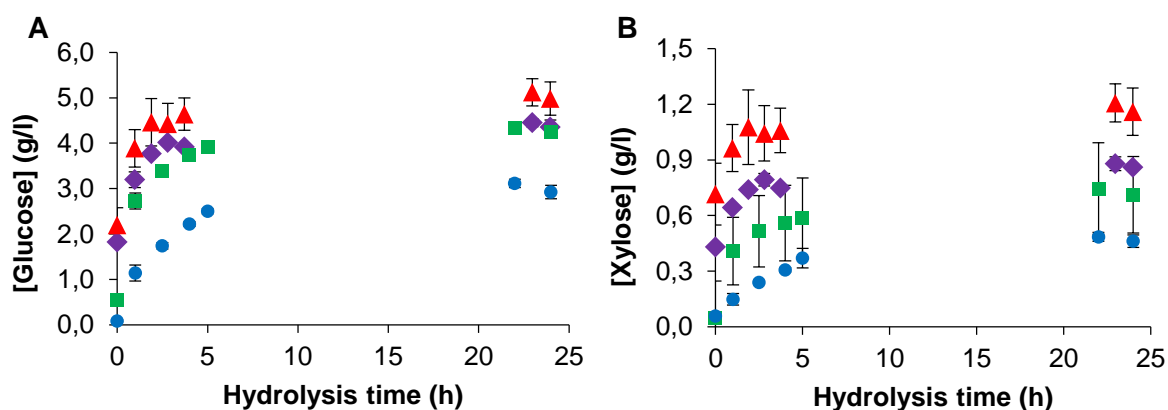 A
[Glucose] (g/l)
6,0
5,0
4,0
3,0
2,0
1,0
0,0
0 5 10 15 20 25
Hydrolysis time (h)
B
[Xylose] (g/l)
1,5
1,2
0,9
0,6
0,3
0,0
0 5 10 15 20 25
Hydrolysis time (h)